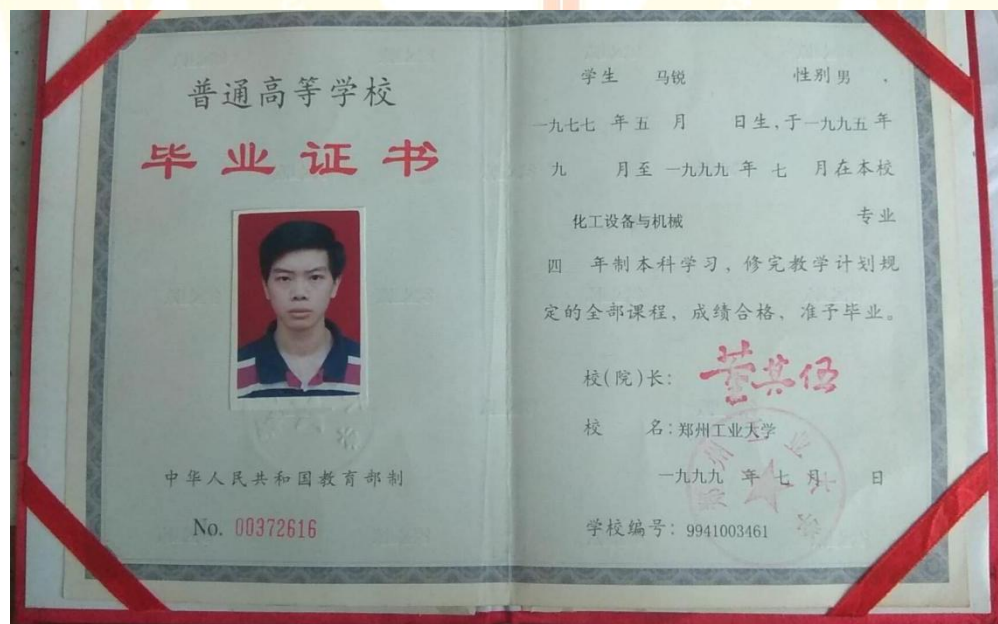 普通高等学校
毕业证书
中华人民共和国教育部制
No. 00372616
学生 马锐 性别 男 ,
一九七七 年 五 月 日生,于 一九九五 年
九 月至 一九九九 年 七 月在本校
化工设备与机械 专业
四 年制本科学习，修完教学计划规
定的全部课程，成绩合格、准予毕业。
校(院)长: 董其伍
校 名: 郑州工业大学
一九九九 年 七 月 日
学校编号: 9941003461